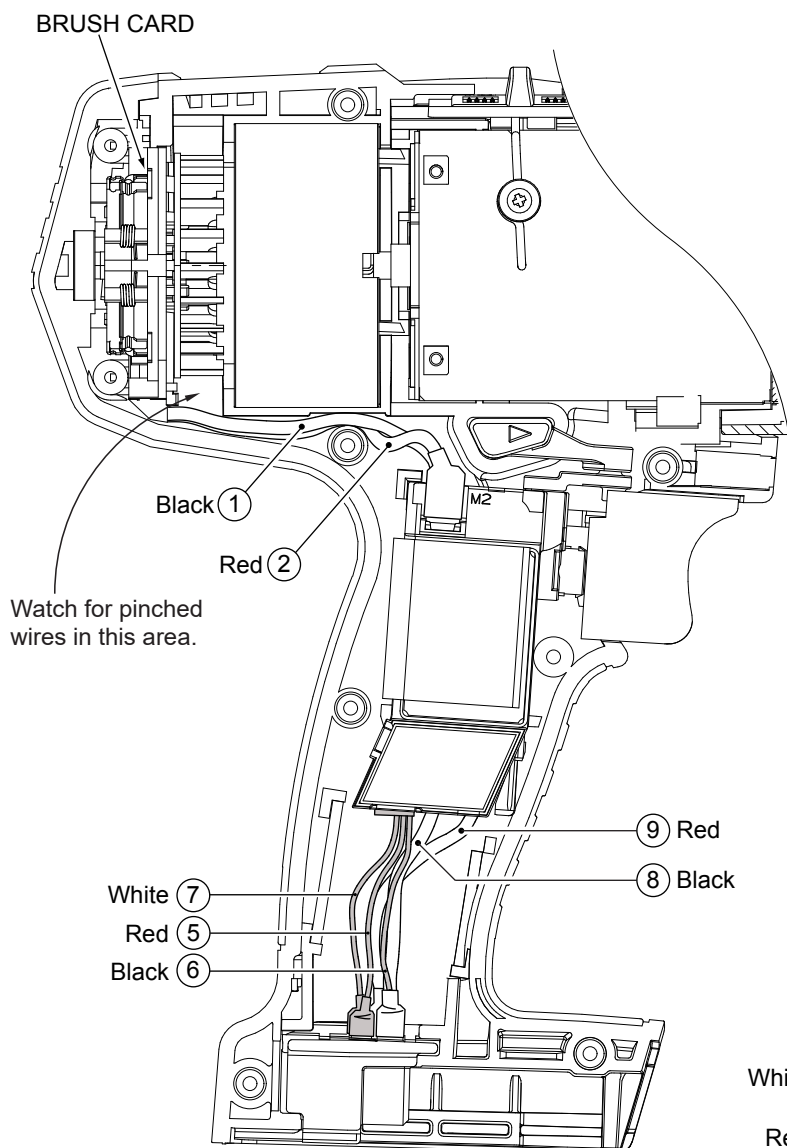 BRUSH CARD
M2
Black 1
Red 2
Watch for pinched
wires in this area.
9 Red
8 Black
White 7
Red 5
Black 6
Whi
Re